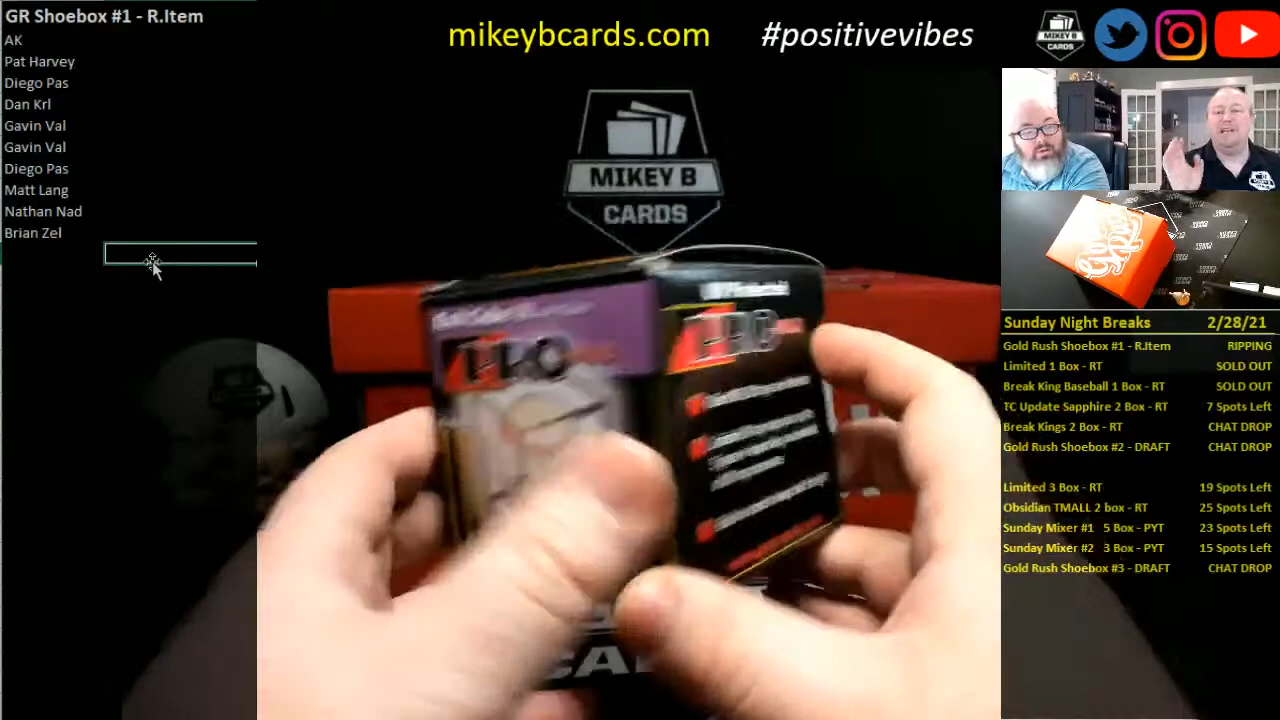 GR Shoebox #1 - R.Item
AK
Pat Harvey
Diego Pas
Dan Krl
Gavin Val
Gavin Val
Diego Pas
Matt Lang
Nathan Nad
Brian Zel
mikeybcards.com #positivevibes
MIKEY B
CARDS
MIKEY B
CARDS
Sunday Night Breaks 2/28/21
Gold Rush Shoebox #1 - R.Item RIPPING
Limited 1 Box - RT SOLD OUT
Break King Baseball 1 Box - RT SOLD OUT
TC Update Sapphire 2 Box - RT 7 Spots Left
Break Kings 2 Box - RT CHAT DROP
Gold Rush Shoebox #2 - DRAFT CHAT DROP
Limited 3 Box - RT 19 Spots Left
Obsidian TMALL 2 box - RT 25 Spots Left
Sunday Mixer #1 5 Box - PYT 23 Spots Left
Sunday Mixer #2 3 Box - PYT 15 Spots Left
Gold Rush Shoebox #3 - DRAFT CHAT DROP